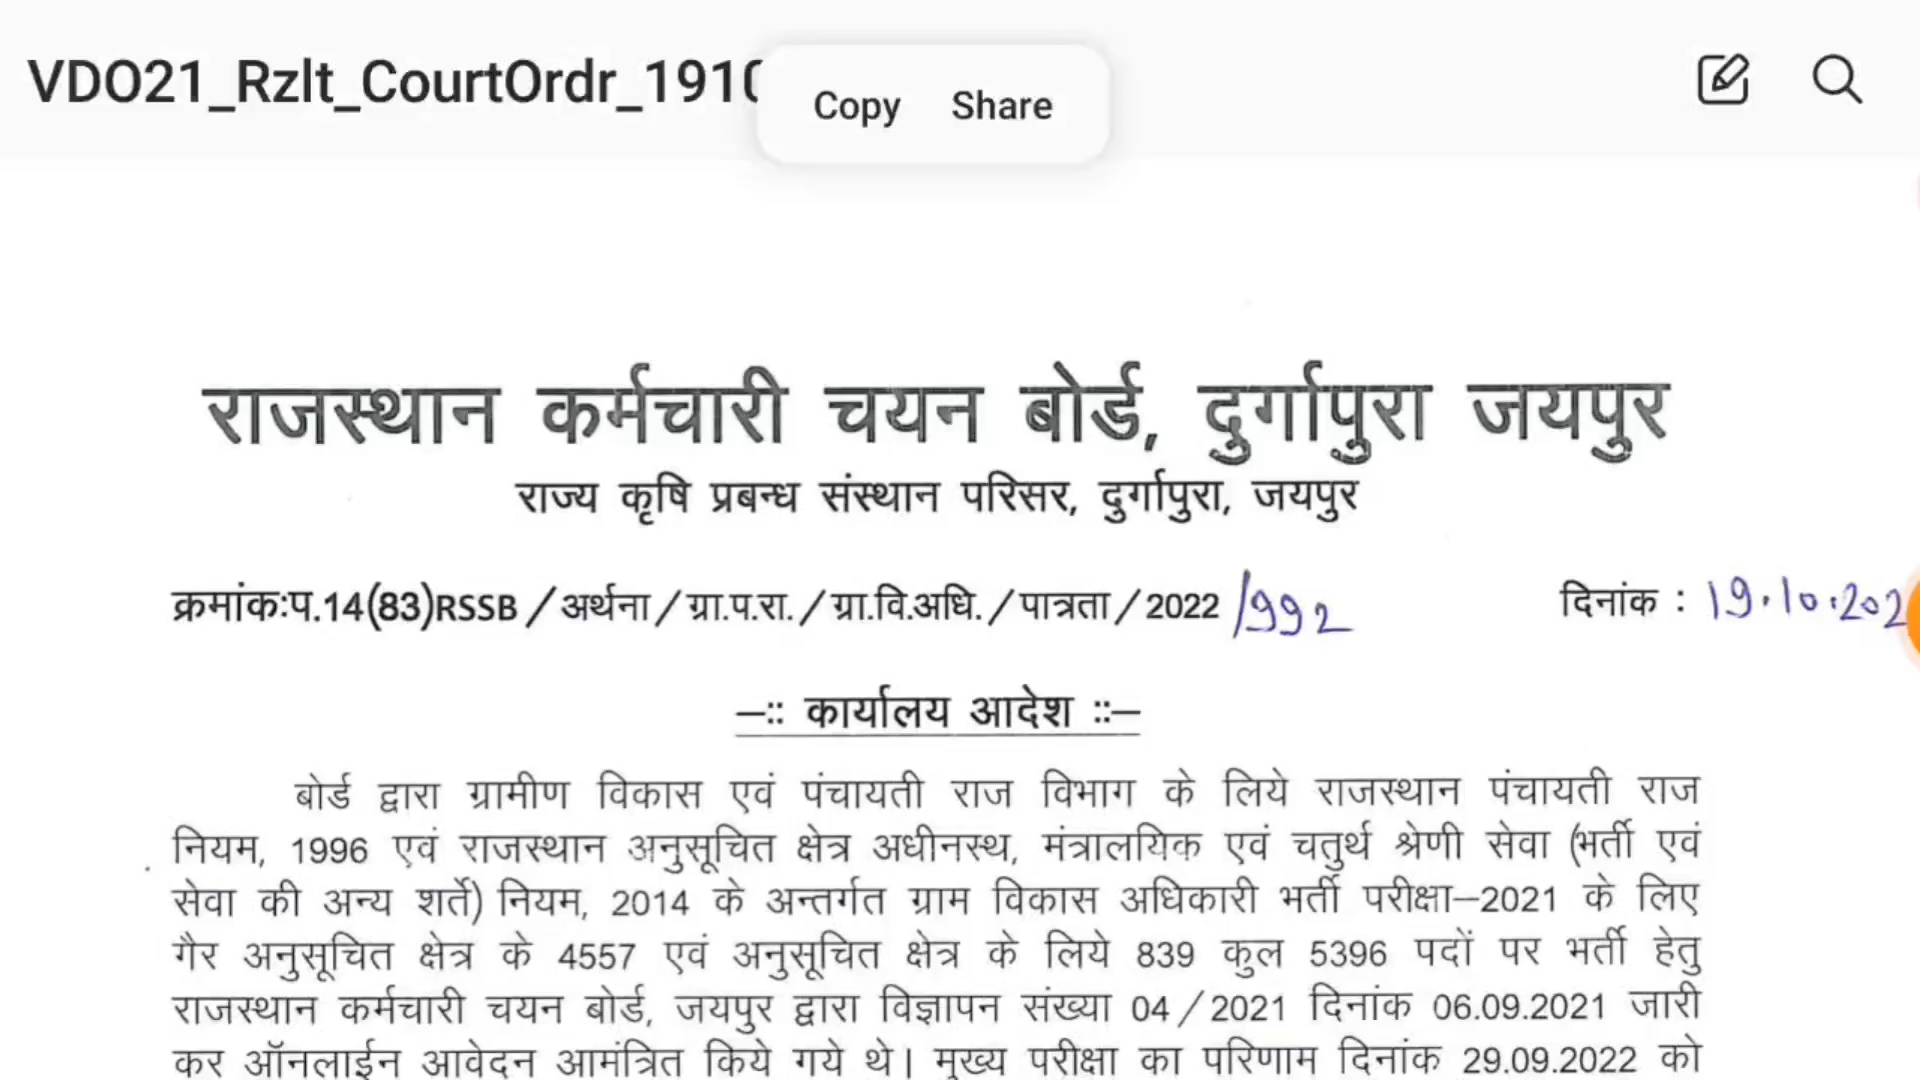 VDO21_Rzlt_CourtOrdr_191
Copy Share
राजस्थान कर्मचारी चयन बोर्ड, दुर्गापुरा जयपुर
राज्य कृषि प्रबन्ध संस्थान परिसर, दुर्गापुरा, जयपुर
क्रमांक:प.14(83)RSSB/अर्थना/ग्रा.प.रा./ग्रा.वि.अधि./पात्रता/2022/992 दिनांक : 19.10.202
–:: कार्यालय आदेश ::–
बोर्ड द्वारा ग्रामीण विकास एवं पंचायती राज विभाग के लिये राजस्थान पंचायती राज
नियम, 1996 एवं राजस्थान अनुसूचित क्षेत्र अधीनस्थ, मंत्रालयिक एवं चतुर्थ श्रेणी सेवा (भर्ती एवं
सेवा की अन्य शर्ते) नियम, 2014 के अन्तर्गत ग्राम विकास अधिकारी भर्ती परीक्षा–2021 के लिए
गैर अनुसूचित क्षेत्र के 4557 एवं अनुसूचित क्षेत्र के लिये 839 कुल 5396 पदों पर भर्ती हेतु
राजस्थान कर्मचारी चयन बोर्ड, जयपुर द्वारा विज्ञापन संख्या 04/2021 दिनांक 06.09.2021 जारी
कर ऑनलाईन आवेदन आमंत्रित किये गये थे। मुख्य परीक्षा का परिणाम दिनांक 29.09.2022 को